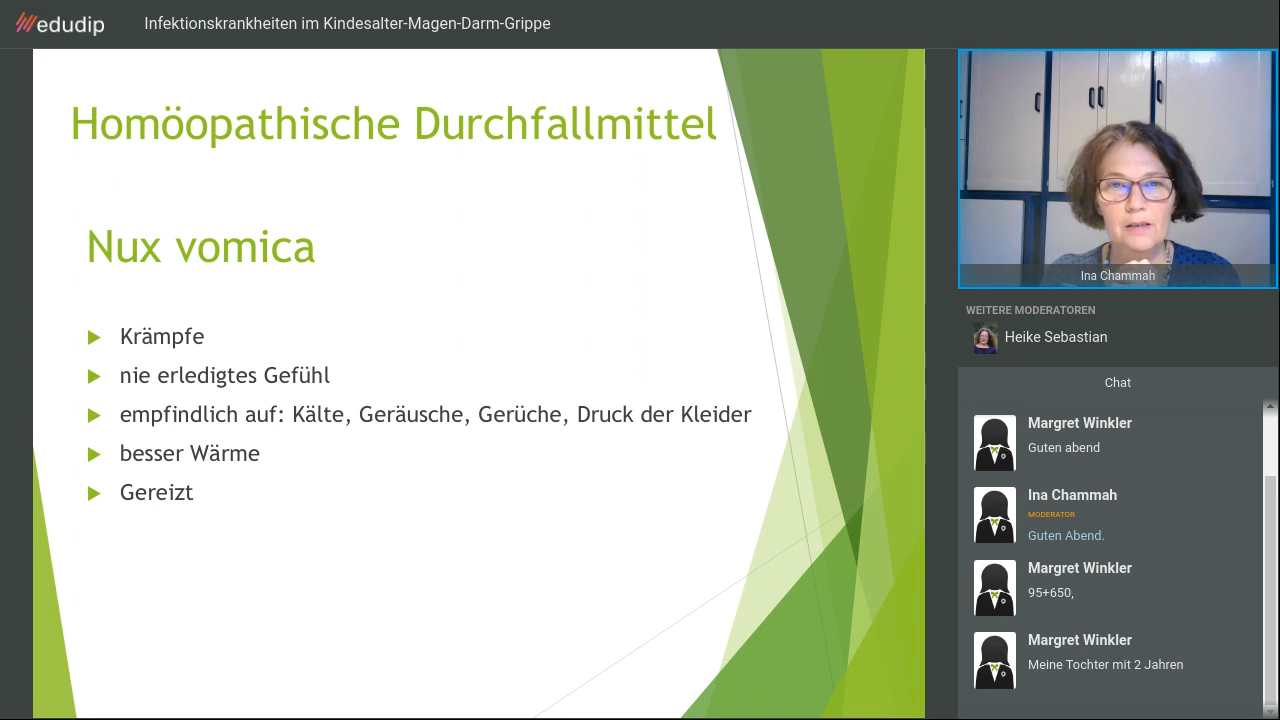 edudip
Infektionskrankheiten im Kindesalter-Magen-Darm-Grippe
Homöopathische Durchfallmittel
Nux vomica
Krämpfe
nie erledigtes Gefühl
empfindlich auf: Kälte, Geräusche, Gerüche, Druck der Kleider
besser Wärme
Gereizt
Ina Chammah
WEITERE MODERATOREN
Heike Sebastian
Chat
Margret Winkler
Guten abend
Ina Chammah
MODERATOR
Guten Abend.
Margret Winkler
95+650,
Margret Winkler
Meine Tochter mit 2 Jahren